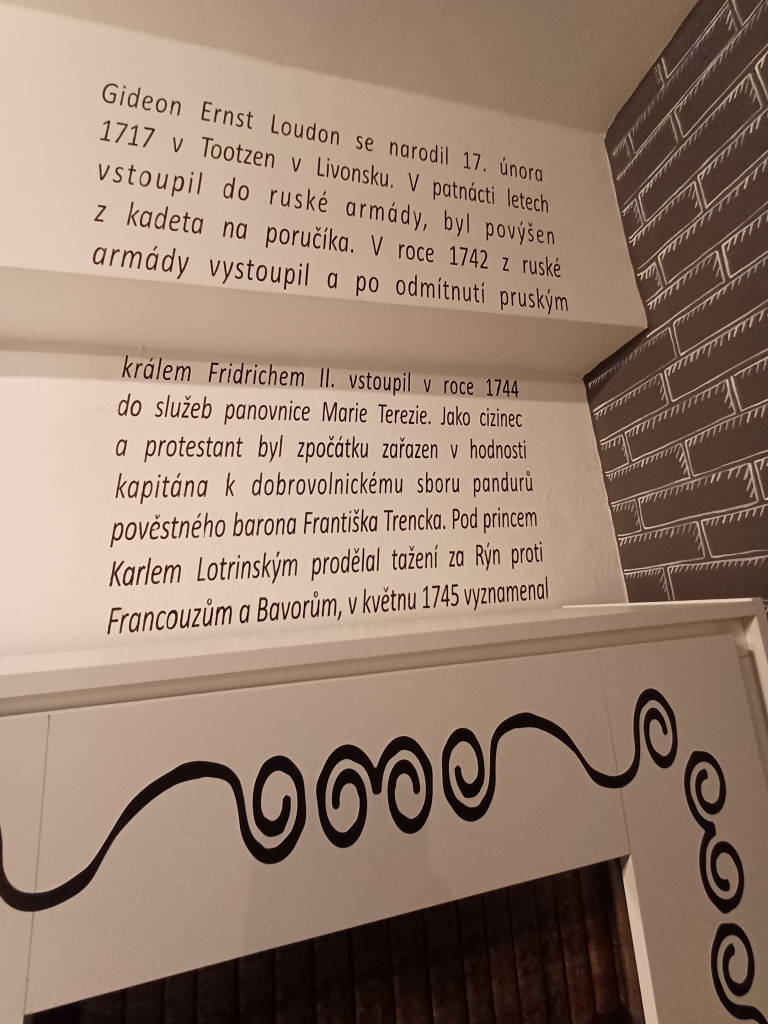 Gideon Ernst Loudon se narodil 17. února
1717 v Tootzen v Livonsku. V patnácti letech
vstoupil do ruské armády, byl povýšen
z kadeta na poručíka. V roce 1742 z ruské
armády vystoupil a po odmítnutí pruským
králem Fridrichem II. vstoupil v roce 1744
do služeb panovnice Marie Terezie. Jako cizinec
a protestant byl zpočátku zařazen v hodnosti
kapitána k dobrovolnickému sboru pandurů
pověstného barona Františka Trencka. Pod princem
Karlem Lotrinským prodělal tažení za Rýn proti
Francouzům a Bavorům, v květnu 1745 vyznamenal